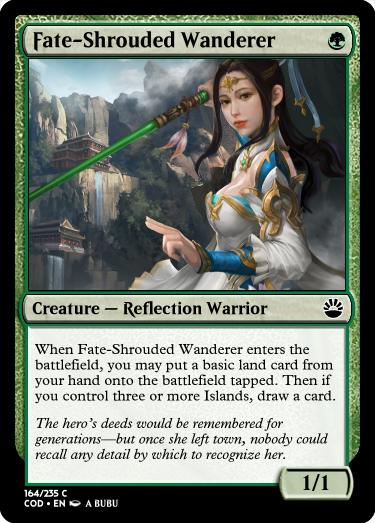 Fate-Shrouded Wanderer
Creature — Reflection Warrior
When Fate-Shrouded Wanderer enters the
battlefield, you may put a basic land card from
your hand onto the battlefield tapped. Then if
you control three or more Islands, draw a card.
The hero's deeds would be remembered for
generations—but once she left town, nobody could
recall any detail by which to recognize her.
1/1
164/235 C
COD • EN A BUBU